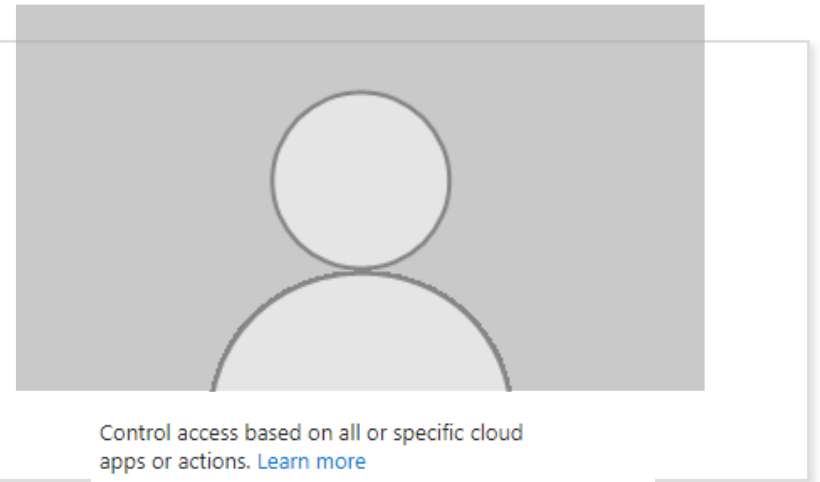 Control access based on all or specific cloud
apps or actions. Learn more